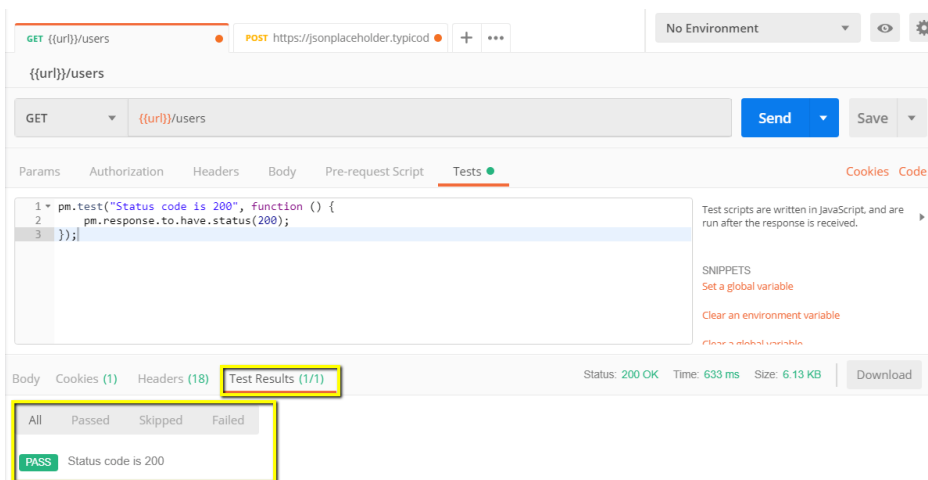 GET {{url}}/users
POST https://jsonplaceholder.typicod
No Environment
{{url}}/users
GET {{url}}/users Send Save
Params Authorization Headers Body Pre-request Script Tests Cookies Code
1 pm.test("Status code is 200", function () {
2 pm.response.to.have.status(200);
3 });
Test scripts are written in JavaScript, and are
run after the response is received.
SNIPPETS
Set a global variable
Clear an environment variable
Clear a global variable
Body Cookies (1) Headers (18) Test Results (1/1) Status: 200 OK Time: 633 ms Size: 6.13 KB Download
All Passed Skipped Failed
PASS Status code is 200